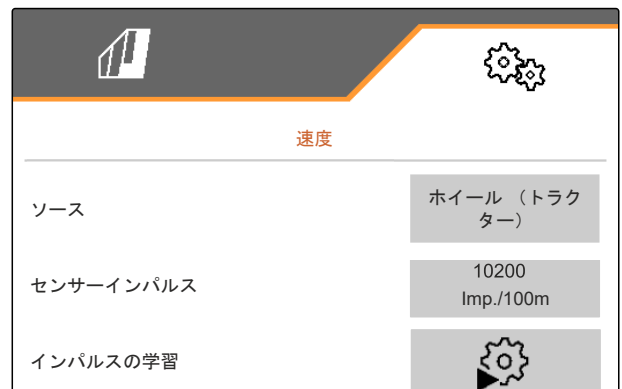 速度
ソース
ホイール （トラク
ター）
センサーインパルス
10200
Imp./100m
インパルスの学習